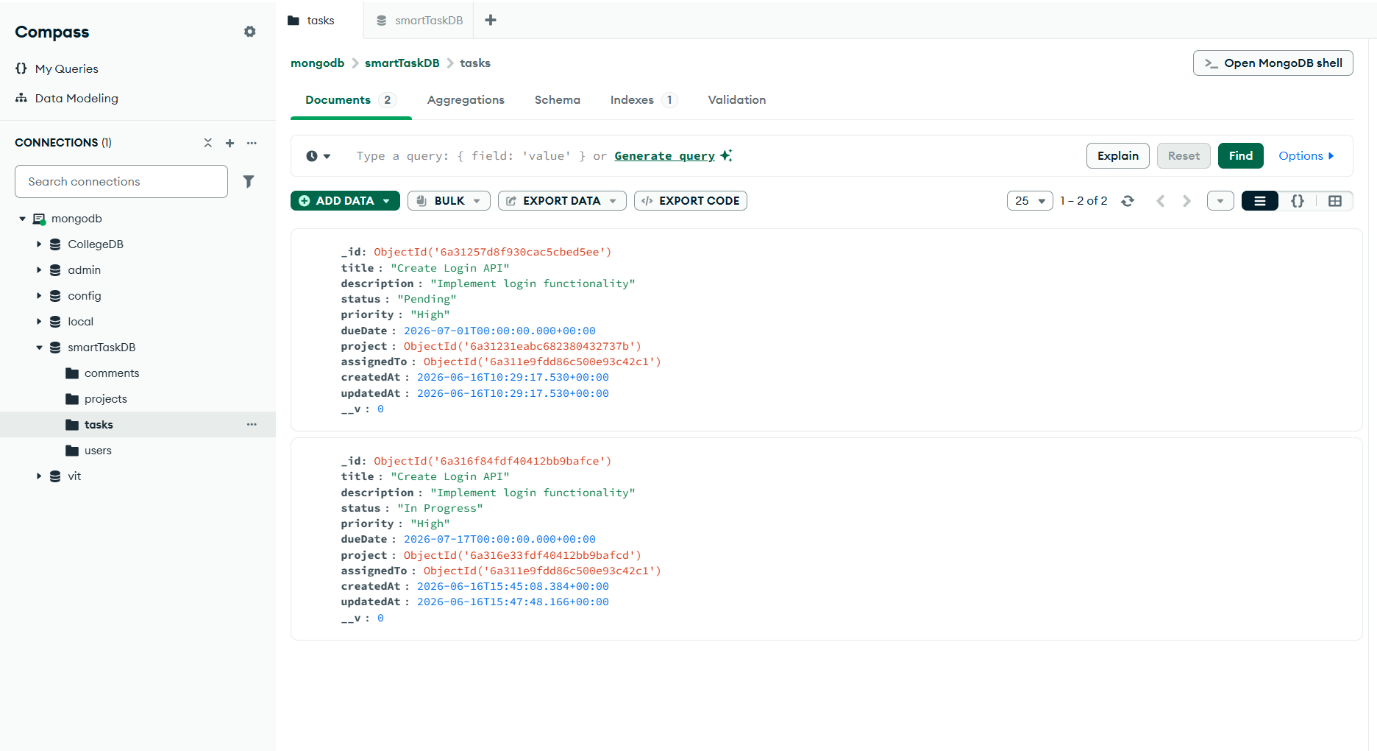 Compass
My Queries
Data Modeling
CONNECTIONS (1)
Search connections
mongodb
CollegeDB
admin
config
local
smartTaskDB
comments
projects
tasks
users
vit
tasks
smartTaskDB
mongodb > smartTaskDB > tasks
>_ Open MongoDB shell
Documents 2 Aggregations Schema Indexes 1 Validation
Type a query: { field: 'value' } or Generate query
Explain Reset Find Options
ADD DATA BULK EXPORT DATA EXPORT CODE
25 1 – 2 of 2
_id: ObjectId('6a31257d8f930cac5cbed5ee')
title : "Create Login API"
description : "Implement login functionality"
status : "Pending"
priority : "High"
dueDate : 2026-07-01T00:00:00.000+00:00
project : ObjectId('6a31231eabc682380432737b')
assignedTo : ObjectId('6a311e9fdd86c500e93c42c1')
createdAt : 2026-06-16T10:29:17.530+00:00
updatedAt : 2026-06-16T10:29:17.530+00:00
__v : 0
_id: ObjectId('6a316f84fdf40412bb9bafce')
title : "Create Login API"
description : "Implement login functionality"
status : "In Progress"
priority : "High"
dueDate : 2026-07-17T00:00:00.000+00:00
project : ObjectId('6a316e33fdf40412bb9bafcd')
assignedTo : ObjectId('6a311e9fdd86c500e93c42c1')
createdAt : 2026-06-16T15:45:08.384+00:00
updatedAt : 2026-06-16T15:47:48.166+00:00
__v : 0